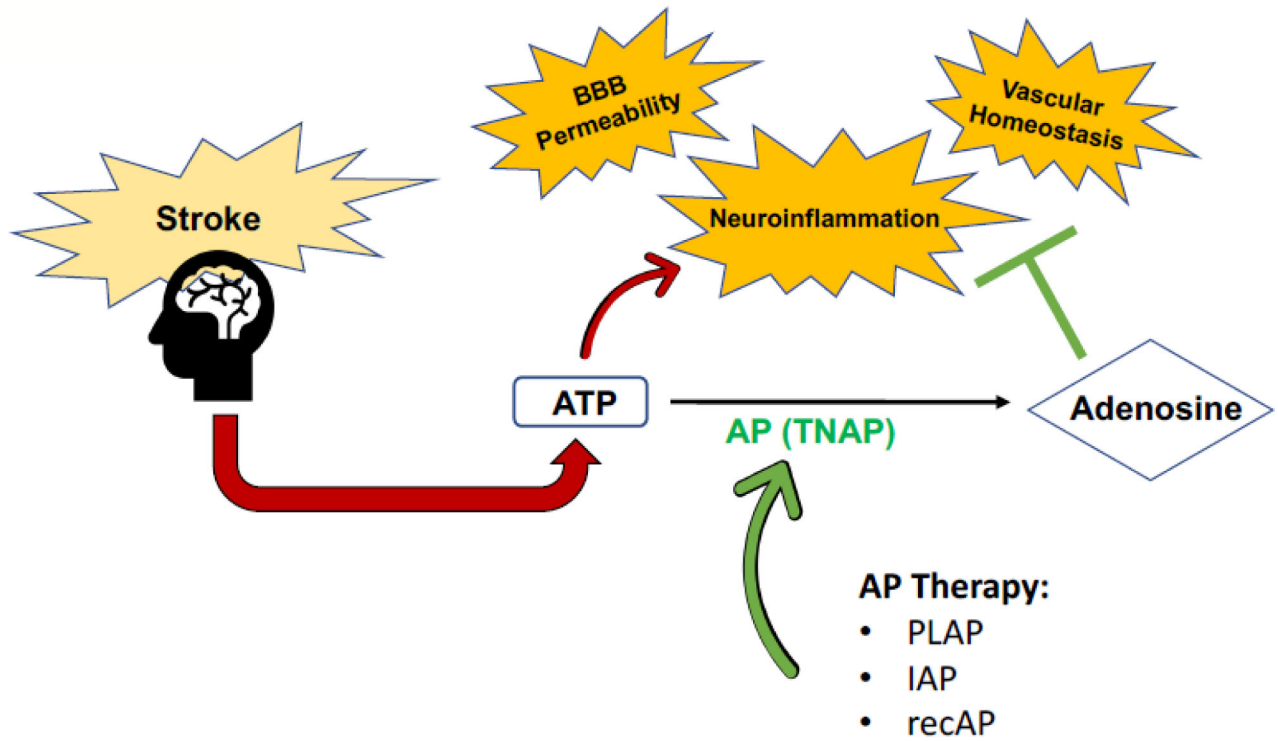 BBB
Permeability
Vascular
Homeostasis
Stroke
Neuroinflammation
ATP
AP (TNAP)
Adenosine
AP Therapy:
• PLAP
• IAP
• recAP